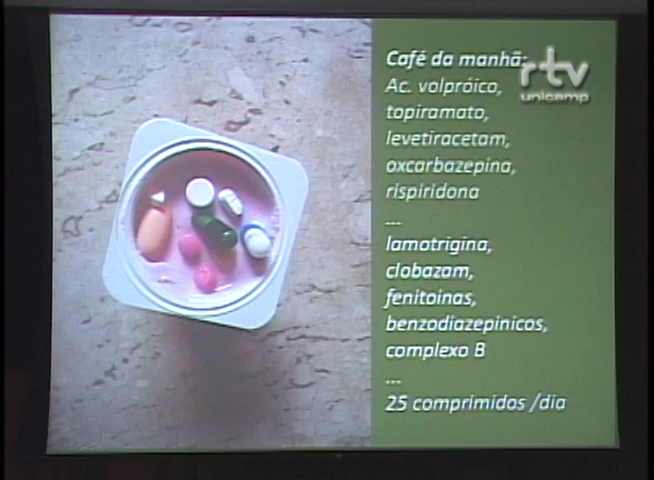 Café da manhã:
rtv
unicamp
Ac. volpróico,
topiramato,
levetiracetam,
oxcarbazepina,
rispiridona
...
lamotrigina,
clobazam,
fenitoinas,
benzodiazepinicos,
complexo B
...
25 comprimidos /dia